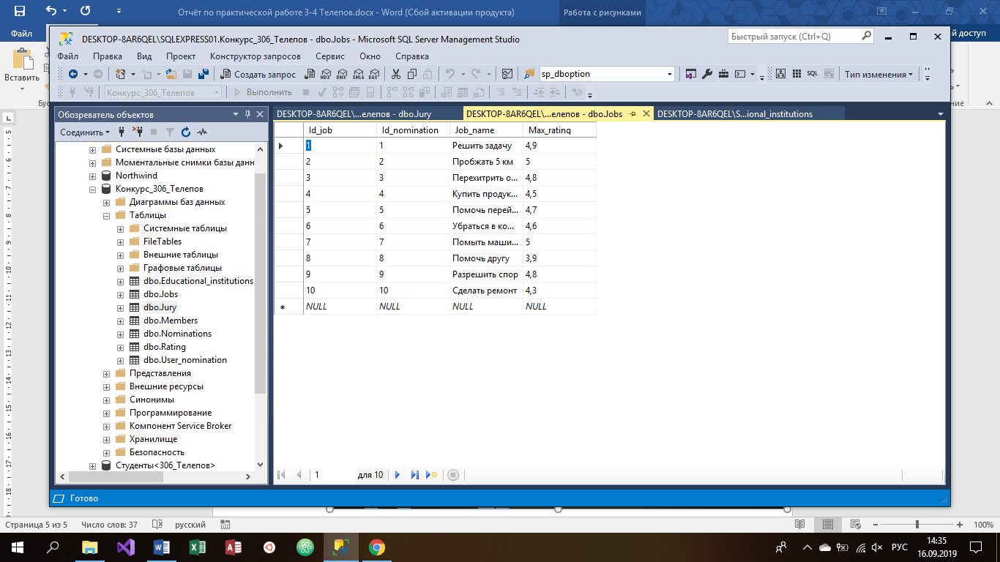 Отчёт по практической работе 3-4 Телепов.docx - Word (Сбой активации продукта)
Работа с рисунками
Файл
й доступ
Вставить
DESKTOP-8AR6QEL\SQLEXPRESS01.Конкурс_306_Телепов - dbo.Jobs - Microsoft SQL Server Management Studio
Быстрый запуск (Ctrl+Q)
Файл Правка Вид Проект Конструктор запросов Сервис Окно Справка
Создать запрос MDX DMX XMLA DAX sp_dboption SQL Тип изменения
Конкурс_306_Телепов Выполнить
Обозреватель объектов
Соединить
Системные базы данных
Моментальные снимки базы данн
Northwind
Конкурс_306_Телепов
Диаграммы баз данных
Таблицы
Системные таблицы
FileTables
Внешние таблицы
Графовые таблицы
dbo.Educational_institutions
dbo.Jobs
dbo.Jury
dbo.Members
dbo.Nominations
dbo.Rating
dbo.User_nomination
Представления
Внешние ресурсы
Синонимы
Программирование
Компонент Service Broker
Хранилище
Безопасность
Студенты<306_Телепов>
DESKTOP-8AR6QEL\...елепов - dbo.Jury DESKTOP-8AR6QEL\...елепов - dbo.Jobs DESKTOP-8AR6QEL\S...ional_institutions
Id_job Id_nomination Job_name Max_rating
1 1 Решить задачу 4,9
2 2 Пробжать 5 км 5
3 3 Перехитрить о... 4,8
4 4 Купить продук... 4,5
5 5 Помочь перей... 4,7
6 6 Убраться в ко... 4,6
7 7 Помыть маши... 5
8 8 Помочь другу 3,9
9 9 Разрешить спор 4,8
10 10 Сделать ремонт 4,3
NULL NULL NULL NULL
1 для 10
Готово
Страница 5 из 5 Число слов: 37 русский 100%
РУС
14:35
16.09.2019